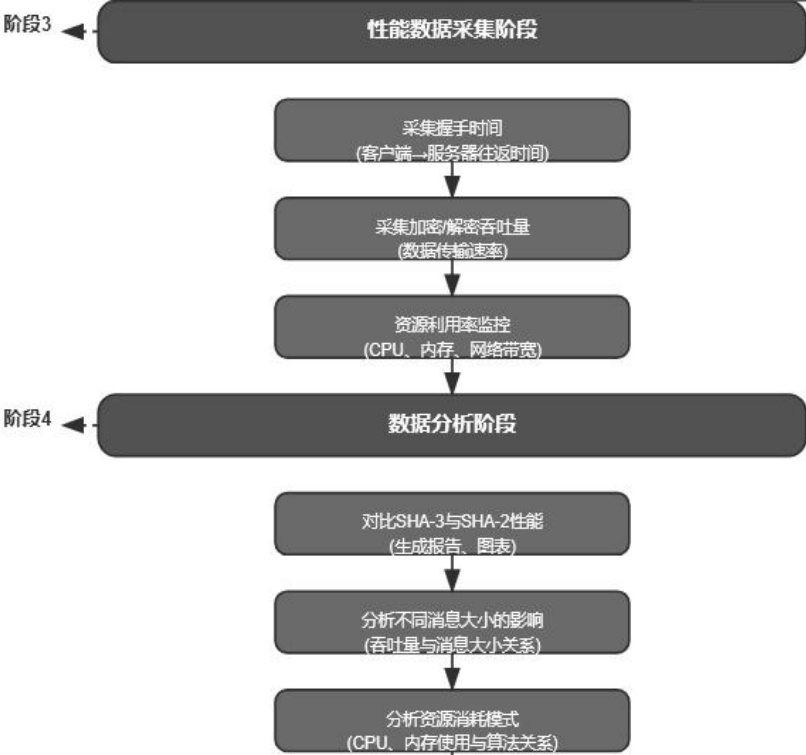 阶段3
性能数据采集阶段
采集握手时间
(客户端→服务器往返时间)
采集加密/解密吞吐量
(数据传输速率)
资源利用率监控
(CPU、内存、网络带宽)
阶段4
数据分析阶段
对比SHA-3与SHA-2性能
(生成报告、图表)
分析不同消息大小的影响
(吞吐量与消息大小关系)
分析资源消耗模式
(CPU、内存使用与算法关系)